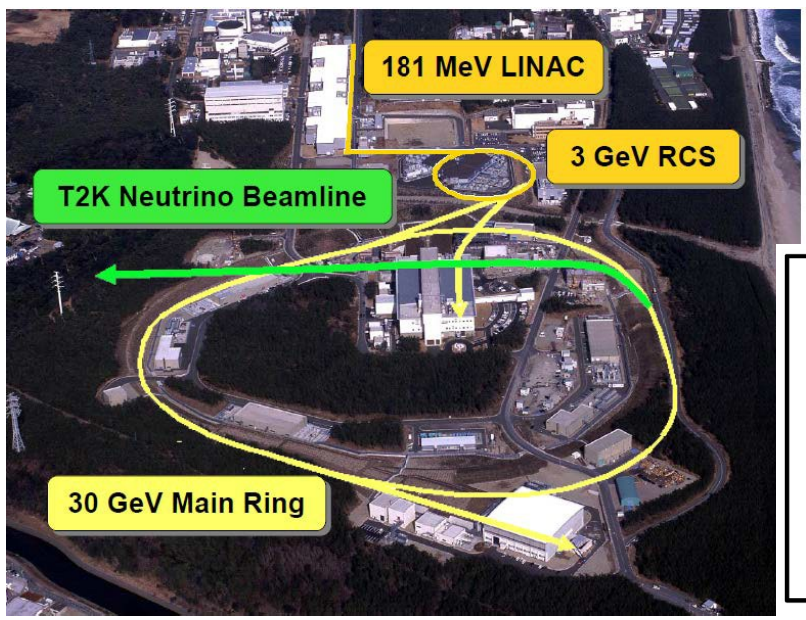 181 MeV LINAC
3 GeV RCS
T2K Neutrino Beamline
30 GeV Main Ring